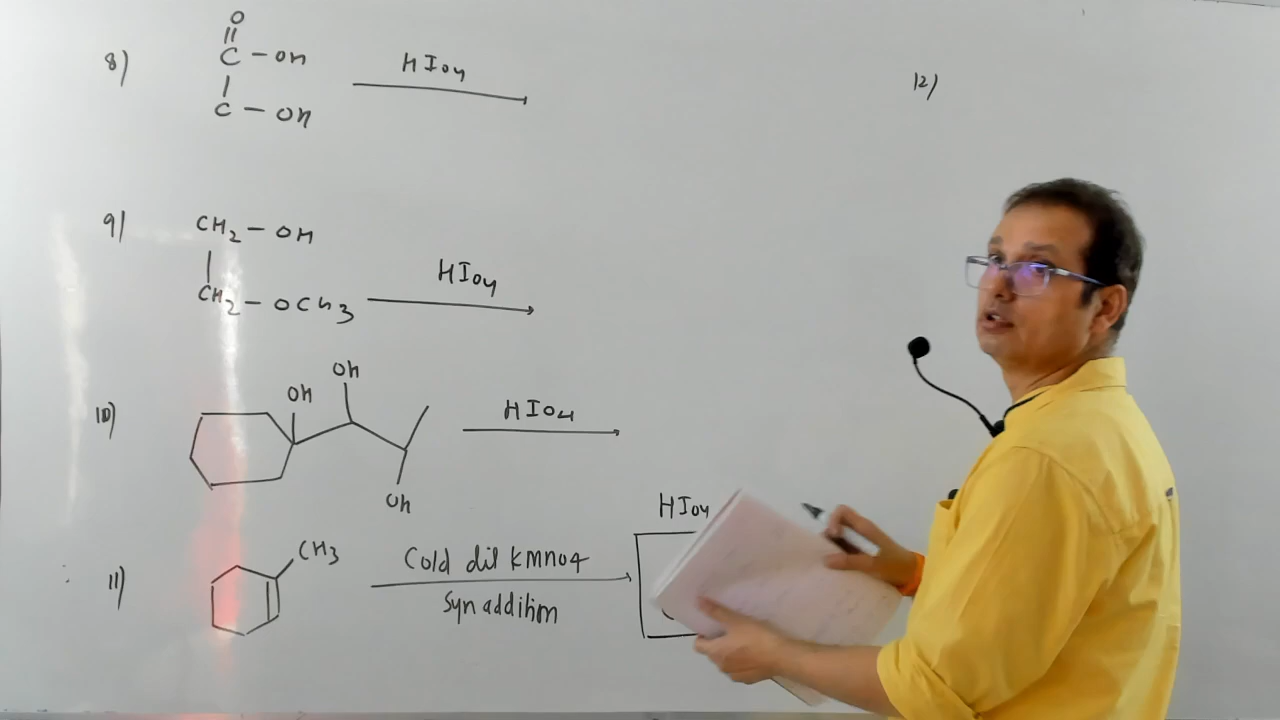 8)
O
||
C - OH
|
C - OH
HIO4
9)
CH2 - OH
|
CH2 - OCH3
HIO4
10)
OH
OH
OH
HIO4
11)
CH3
Cold dil KMnO4
Syn addition
HIO4
12)